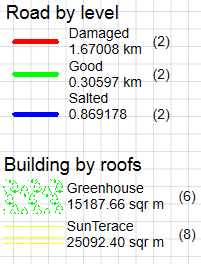 Road by level
Damaged
1.67008 km
(2)
Good
0.30597 km
(2)
Salted
0.869178
(2)
Building by roofs
Greenhouse
15187.66 sqr m
(6)
SunTerace
25092.40 m
(8)